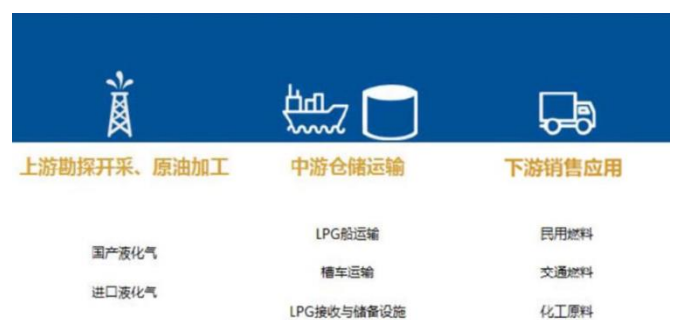 上游勘探开采、原油加工
中游仓储运输
下游销售应用
国产液化气
进口液化气
LPG船运输
槽车运输
LPG接收与储备设施
民用燃料
交通燃料
化工原料